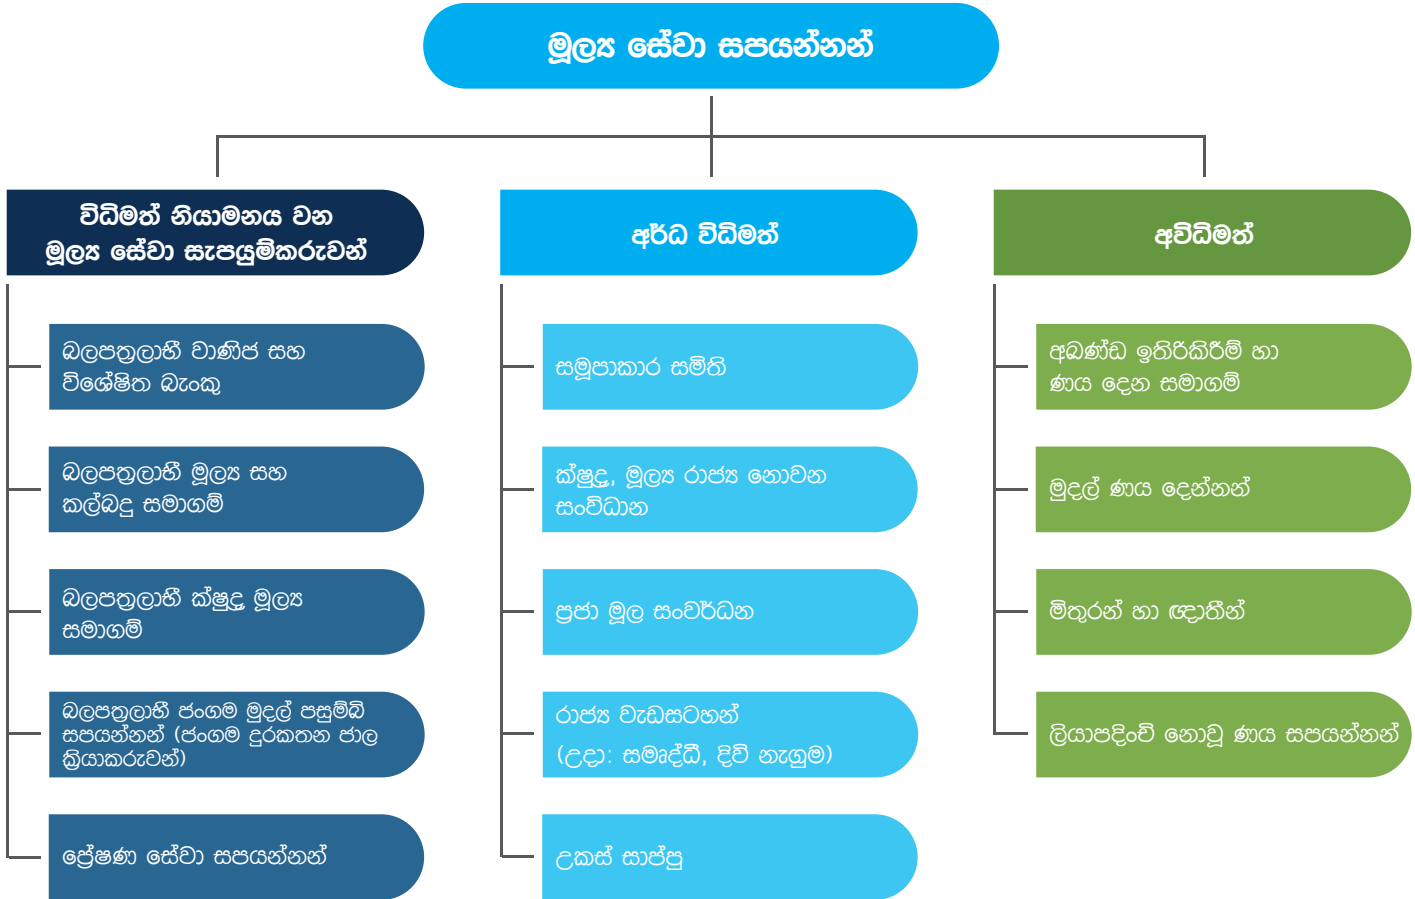 මූල්‍ය සේවා සපයන්නන්
විධිමත් නියාමනය වන
මූල්‍ය සේවා සැපයුම්කරුවන්
බලපත්‍රලාභී වාණිජ සහ
විශේෂිත බැංකු
බලපත්‍රලාභී මූල්‍ය සහ
කල්බදු සමාගම්
බලපත්‍රලාභී ක්ෂුද්‍ර මූල්‍ය
සමාගම්
බලපත්‍රලාභී ජංගම මුදල් පසුම්බි
සපයන්නන් (ජංගම දුරකතන ජාල
ක්‍රියාකරුවන්)
ප්‍රේෂණ සේවා සපයන්නන්
අර්ධ විධිමත්
සමූපාකාර සමිති
ක්ෂුද්‍ර, මූල්‍ය රාජ්‍ය නොවන
සංවිධාන
ප්‍රජා මූල සංවර්ධන
රාජ්‍ය වැඩසටහන්
(උදා: සමෘද්ධි, දිවි නැගුම)
උකස් සාප්පු
අවිධිමත්
අඛණ්ඩ ඉතිරිකිරීම් හා
ණය දෙන සමාගම්
මුදල් ණය දෙන්නන්
මිතුරන් හා ඥාතීන්
ලියාපදිංචි නොවූ ණය සපයන්නන්